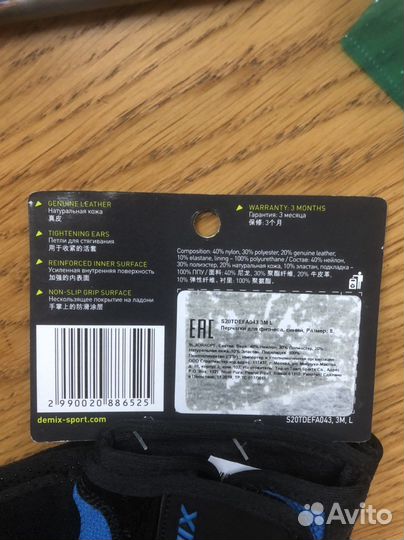 GENUINE LEATHER
Натуральная кожа
真皮
TIGHTENING EARS
Петли для стягивания
用于收紧的活套
REINFORCED INNER SURFACE
Усиленная внутренняя поверхность
加强的内表面
NON-SLIP GRIP SURFACE
Нескользящее покрытие на ладони
手掌上的防滑涂层
2 990020 886525
demix-sport.com
WARRANTY: 3 MONTHS
Гарантия: 3 месяца
保修: 3个月
Composition: 40% nylon, 30% polyester, 20% genuine leather,
10% elastane, lining – 100% polyurethane / Состав: 40% нейлон,
30% полиэстер, 20% натуральная кожа, 10% эластан, подкладка –
100% ППУ / 面料: 40% 尼龙, 30% 聚酯纤维, 20% 牛皮革,
10% 弹性纤维, 衬里: 100% 聚氨酯.
EAC
S20TDEFA043 3M L
Перчатки для фитнеса, синий, Размер: L
S20TDEFA043, 3M, L
MIX
Avito